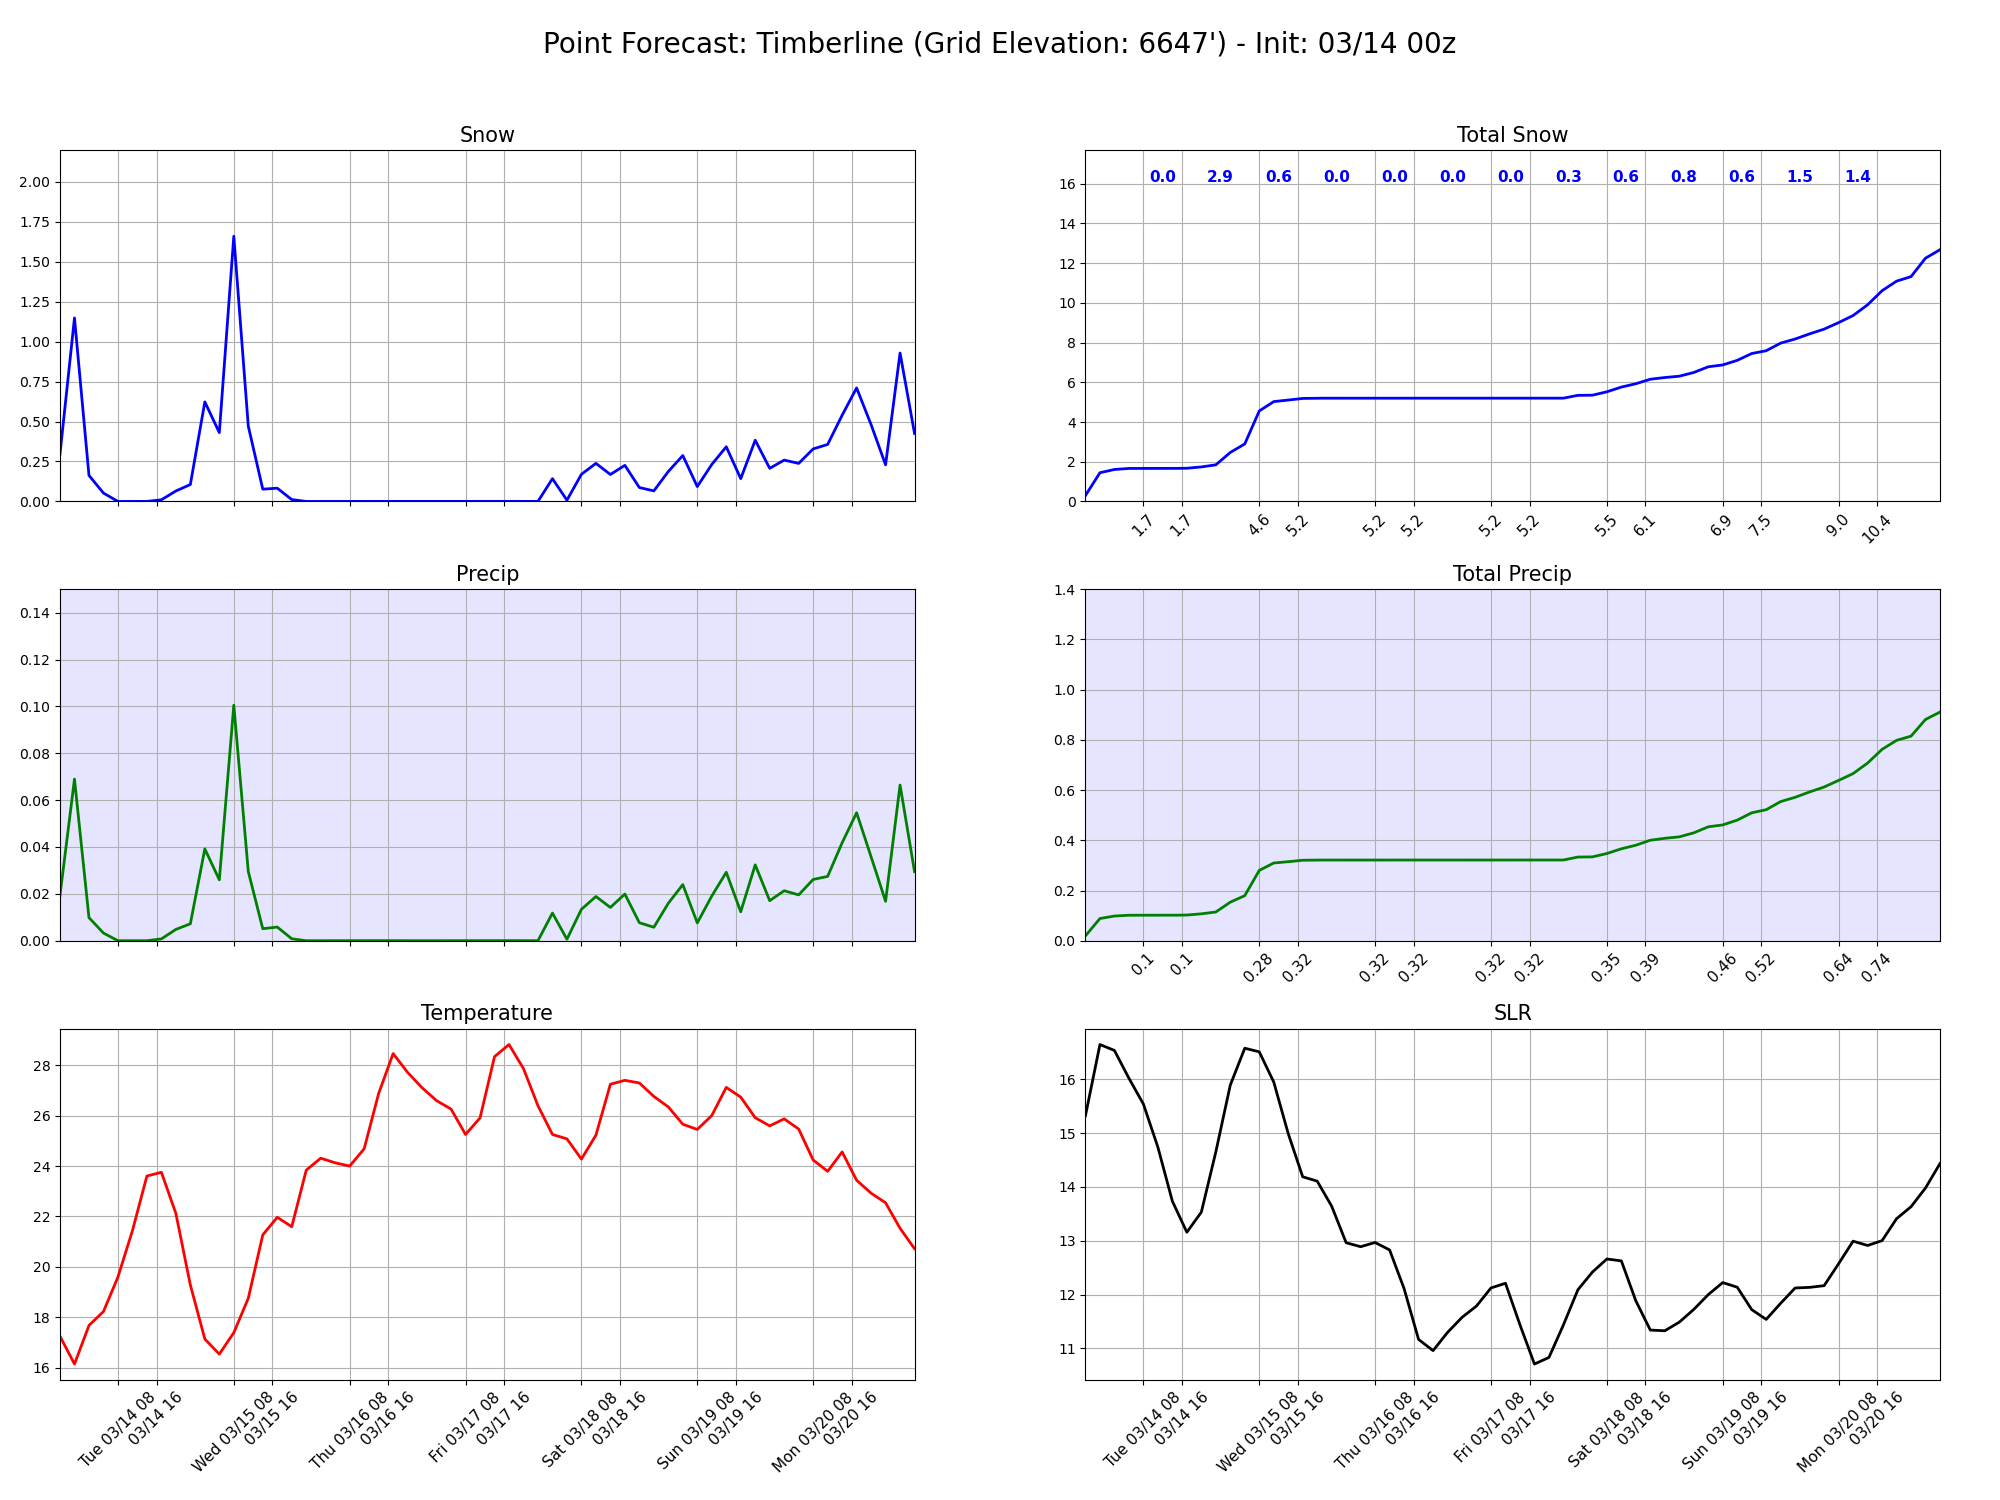 Point Forecast: Timberline (Grid Elevation: 6647') - Init: 03/14 00z
Snow
2.00
1.75
1.50
1.25
1.00
0.75
0.50
0.25
0.00
Total Snow
0.0 2.9 0.6 0.0 0.0 0.0 0.0 0.3 0.6 0.8 0.6 1.5 1.4
16
14
12
10
8
6
4
2
0
1.7 1.7 4.6 5.2 5.2 5.2 5.2 5.2 5.5 6.1 6.9 7.5 9.0 10.4
Precip
0.14
0.12
0.10
0.08
0.06
0.04
0.02
0.00
Total Precip
1.4
1.2
1.0
0.8
0.6
0.4
0.2
0.0
0.1 0.1 0.28 0.32 0.32 0.32 0.32 0.32 0.35 0.39 0.46 0.52 0.64 0.74
Temperature
28
26
24
22
20
18
16
Tue 03/14 08
03/14 16
Wed 03/15 08
03/15 16
Thu 03/16 08
03/16 16
Fri 03/17 08
03/17 16
Sat 03/18 08
03/18 16
Sun 03/19 08
03/19 16
Mon 03/20 08
03/20 16
SLR
16
15
14
13
12
11
Tue 03/14 08
03/14 16
Wed 03/15 08
03/15 16
Thu 03/16 08
03/16 16
Fri 03/17 08
03/17 16
Sat 03/18 08
03/18 16
Sun 03/19 08
03/19 16
Mon 03/20 08
03/20 16